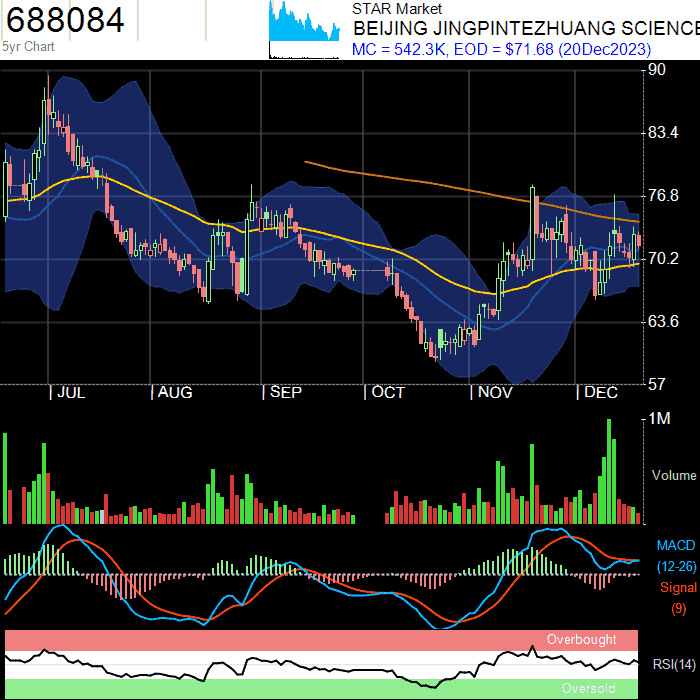 688084
5yr Chart
STAR Market
BEIJING JINGPINTEZHUANG SCIENCE
MC = 542.3K, EOD = $71.68 (20Dec2023)
90
83.4
76.8
70.2
63.6
57
JUL AUG SEP OCT NOV DEC
1M
Volume
MACD
(12-26)
Signal
(9)
Overbought
RSI(14)
Oversold